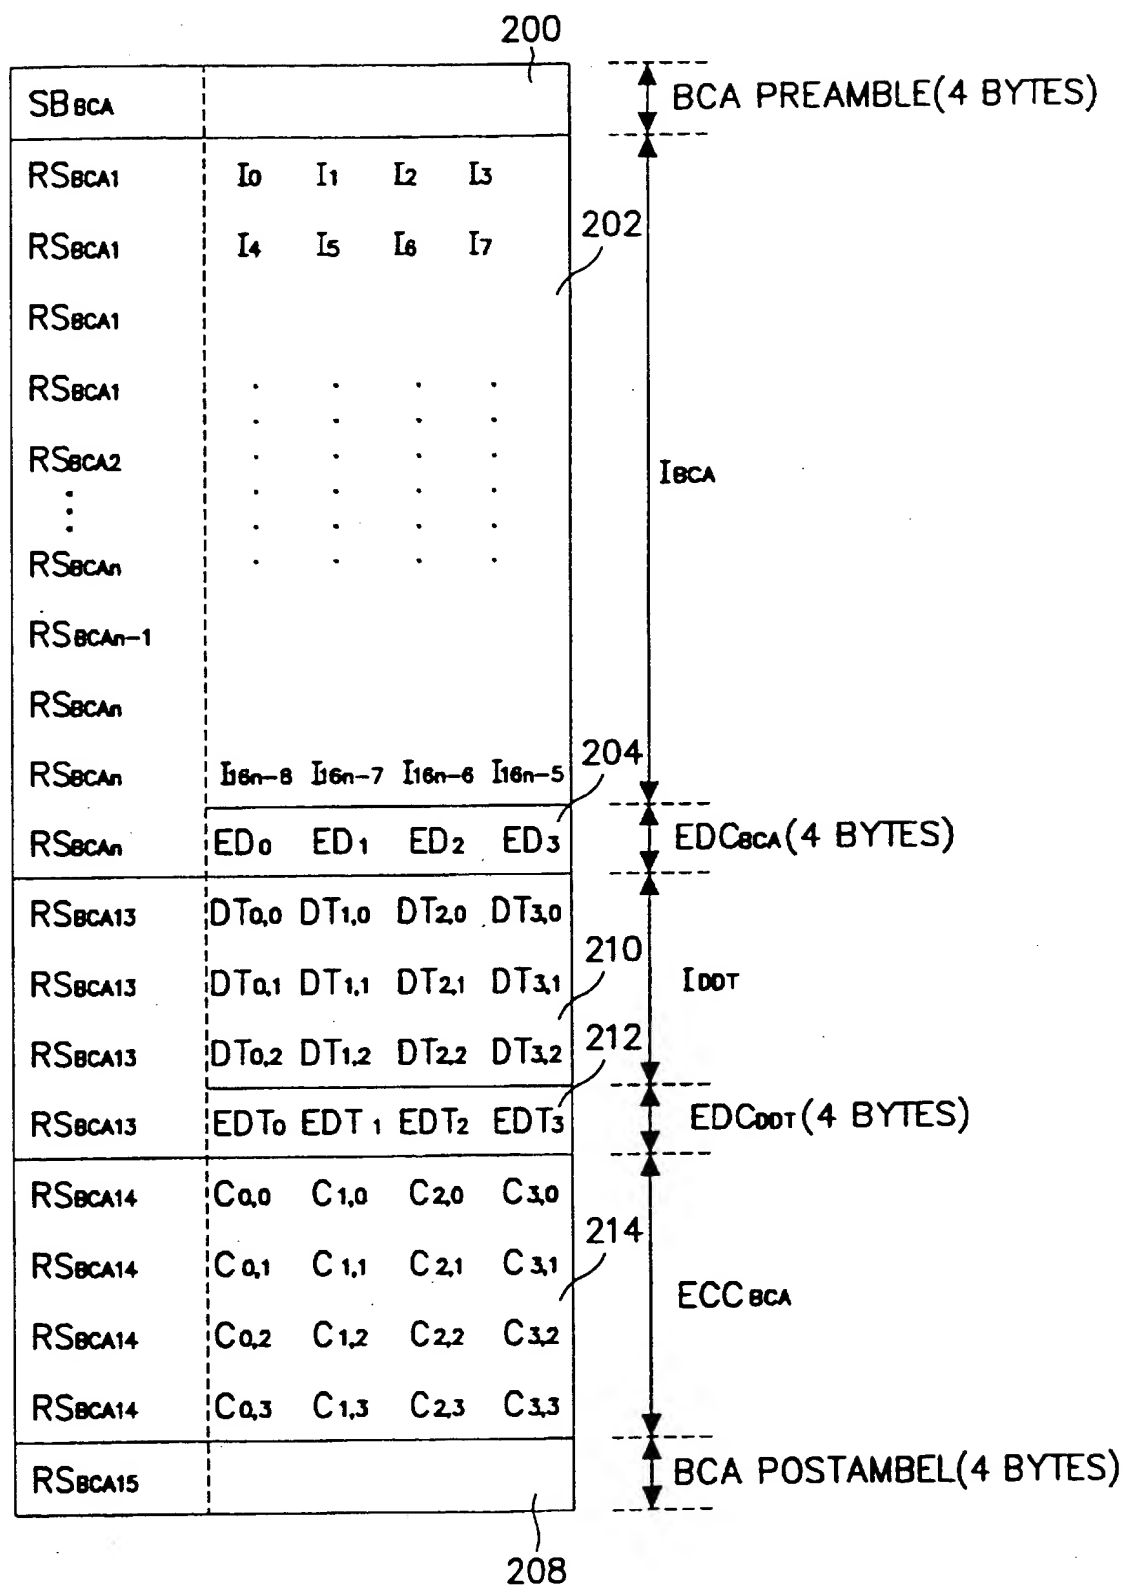 200
SBBCA BCA PREAMBLE(4 BYTES)
RSBCA1 I0 I1 I2 I3
RSBCA1 I4 I5 I6 I7 202
RSBCA1
RSBCA1 . . . .
. . . .
RSBCA2 . . . . IBCA
⋮ . . . .
. . . .
RSBCAn . . . .
RSBCAn-1
RSBCAn
204
RSBCAn I16n-8 I16n-7 I16n-6 I16n-5
RSBCAn ED0 ED1 ED2 ED3 EDCBCA(4 BYTES)
RSBCA13 DT0,0 DT1,0 DT2,0 DT3,0
210
RSBCA13 DT0,1 DT1,1 DT2,1 DT3,1 IDDT
212
RSBCA13 DT0,2 DT1,2 DT2,2 DT3,2
RSBCA13 EDT0 EDT1 EDT2 EDT3 EDCDDT(4 BYTES)
RSBCA14 C0,0 C1,0 C2,0 C3,0
214
RSBCA14 C0,1 C1,1 C2,1 C3,1
ECCBCA
RSBCA14 C0,2 C1,2 C2,2 C3,2
RSBCA14 C0,3 C1,3 C2,3 C3,3
RSBCA15 BCA POSTAMBEL(4 BYTES)
208